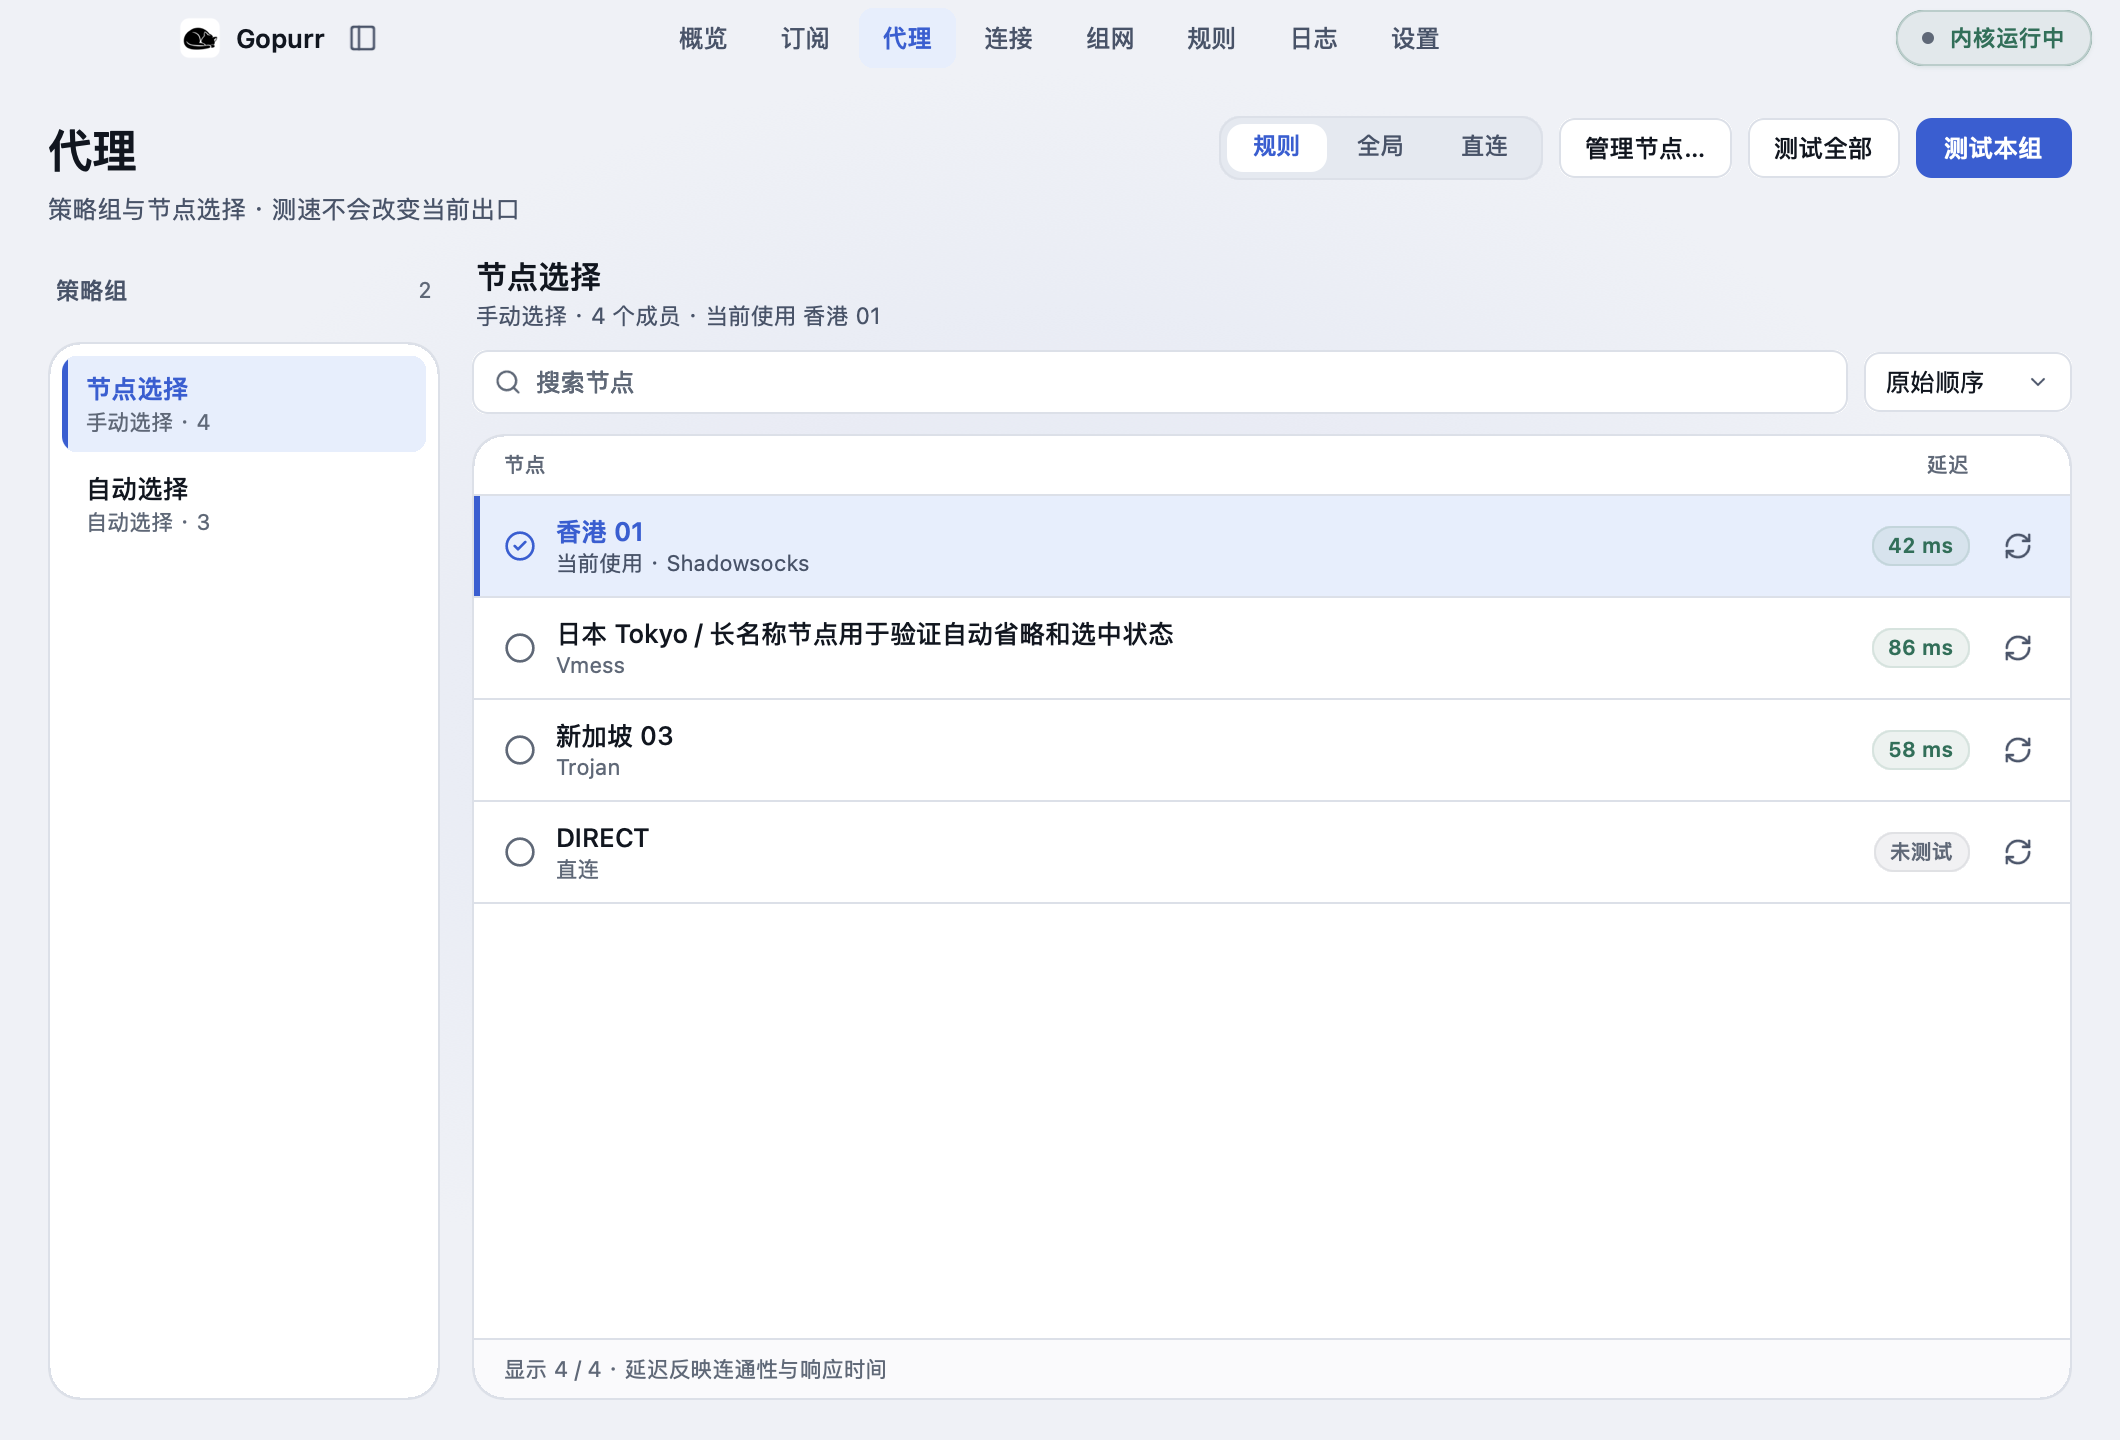 Gopurr
概览
订阅
代理
连接
组网
规则
日志
设置
内核运行中
代理
策略组与节点选择 · 测速不会改变当前出口
规则
全局
直连
管理节点...
测试全部
测试本组
策略组
2
节点选择
手动选择 · 4
自动选择
自动选择 · 3
节点选择
手动选择 · 4 个成员 · 当前使用 香港 01
搜索节点
原始顺序
节点
延迟
香港 01
当前使用 · Shadowsocks
42 ms
日本 Tokyo / 长名称节点用于验证自动省略和选中状态
Vmess
86 ms
新加坡 03
Trojan
58 ms
DIRECT
直连
未测试
显示 4 / 4 · 延迟反映连通性与响应时间